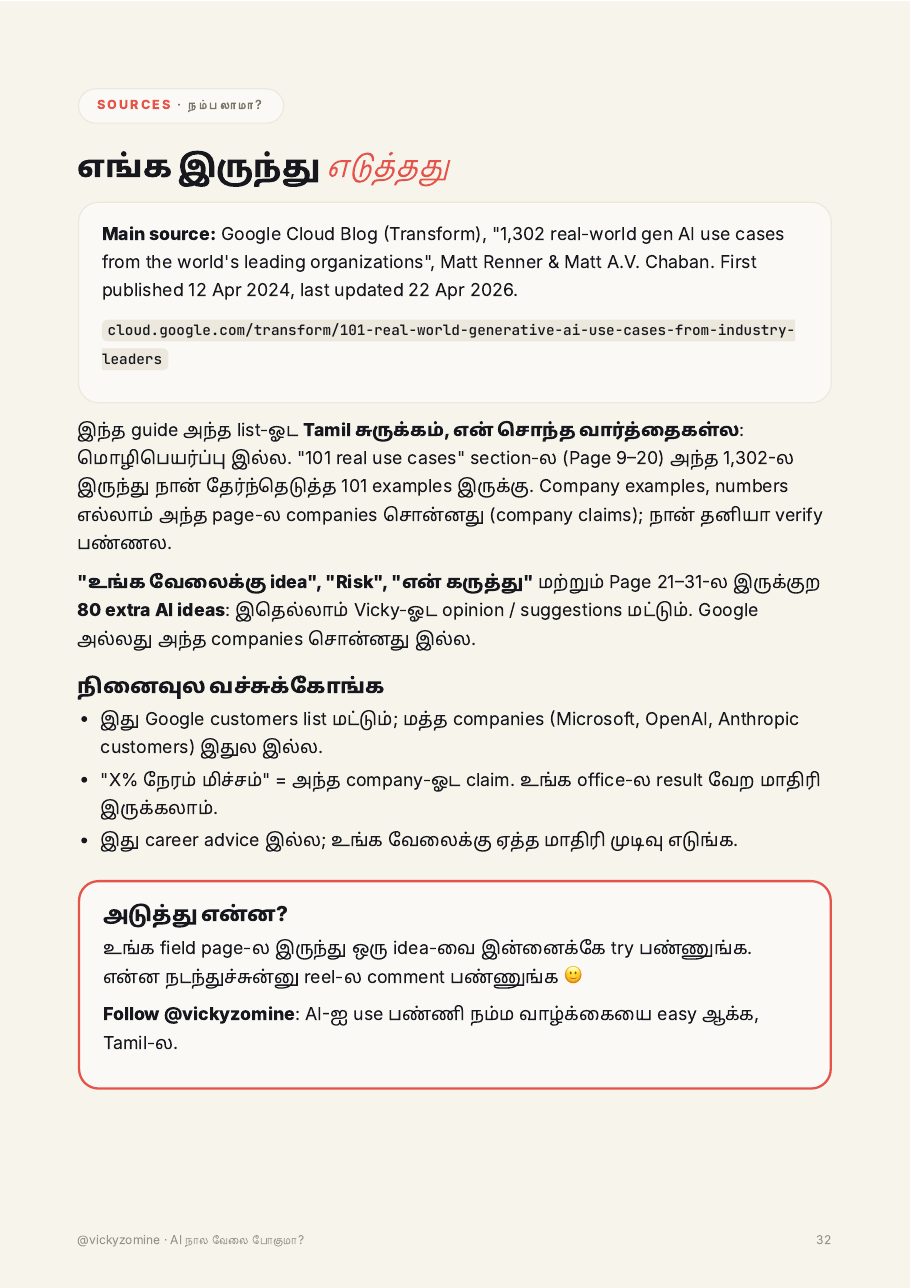 SOURCES · நம்பலாமா?
எங்க இருந்து எடுத்தது
Main source: Google Cloud Blog (Transform), "1,302 real-world gen AI use cases
from the world's leading organizations", Matt Renner & Matt A.V. Chaban. First
published 12 Apr 2024, last updated 22 Apr 2026.
cloud.google.com/transform/101-real-world-generative-ai-use-cases-from-industry-
leaders
இந்த guide அந்த list-ஓட Tamil சுருக்கம், என் சொந்த வார்த்தைகள்ல:
மொழிபெயர்ப்பு இல்ல. "101 real use cases" section-ல (Page 9–20) அந்த 1,302-ல
இருந்து நான் தேர்ந்தெடுத்த 101 examples இருக்கு. Company examples, numbers
எல்லாம் அந்த page-ல companies சொன்னது (company claims); நான் தனியா verify
பண்ணல.
"உங்க வேலைக்கு idea", "Risk", "என் கருத்து" மற்றும் Page 21–31-ல இருக்குற
80 extra AI ideas: இதெல்லாம் Vicky-ஓட opinion / suggestions மட்டும். Google
அல்லது அந்த companies சொன்னது இல்ல.
நினைவுல வச்சுக்கோங்க
• இது Google customers list மட்டும்; மத்த companies (Microsoft, OpenAI, Anthropic
customers) இதுல இல்ல.
• "X% நேரம் மிச்சம்" = அந்த company-ஓட claim. உங்க office-ல result வேற மாதிரி
இருக்கலாம்.
• இது career advice இல்ல; உங்க வேலைக்கு ஏத்த மாதிரி முடிவு எடுங்க.
அடுத்து என்ன?
உங்க field page-ல இருந்து ஒரு idea-வை இன்னைக்கே try பண்ணுங்க.
என்ன நடந்துச்சுன்னு reel-ல comment பண்ணுங்க 🙂
Follow @vickyzomine: AI-ஐ use பண்ணி நம்ம வாழ்க்கையை easy ஆக்க,
Tamil-ல.
@vickyzomine · AI நால வேலை போகுமா?
32